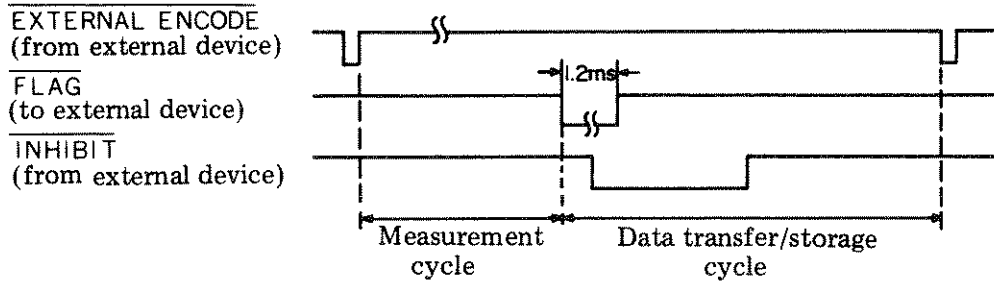 EXTERNAL ENCODE
(from external device)
1.2ms
FLAG
(to external device)
INHIBIT
(from external device)
Measurement
cycle
Data transfer/storage
cycle